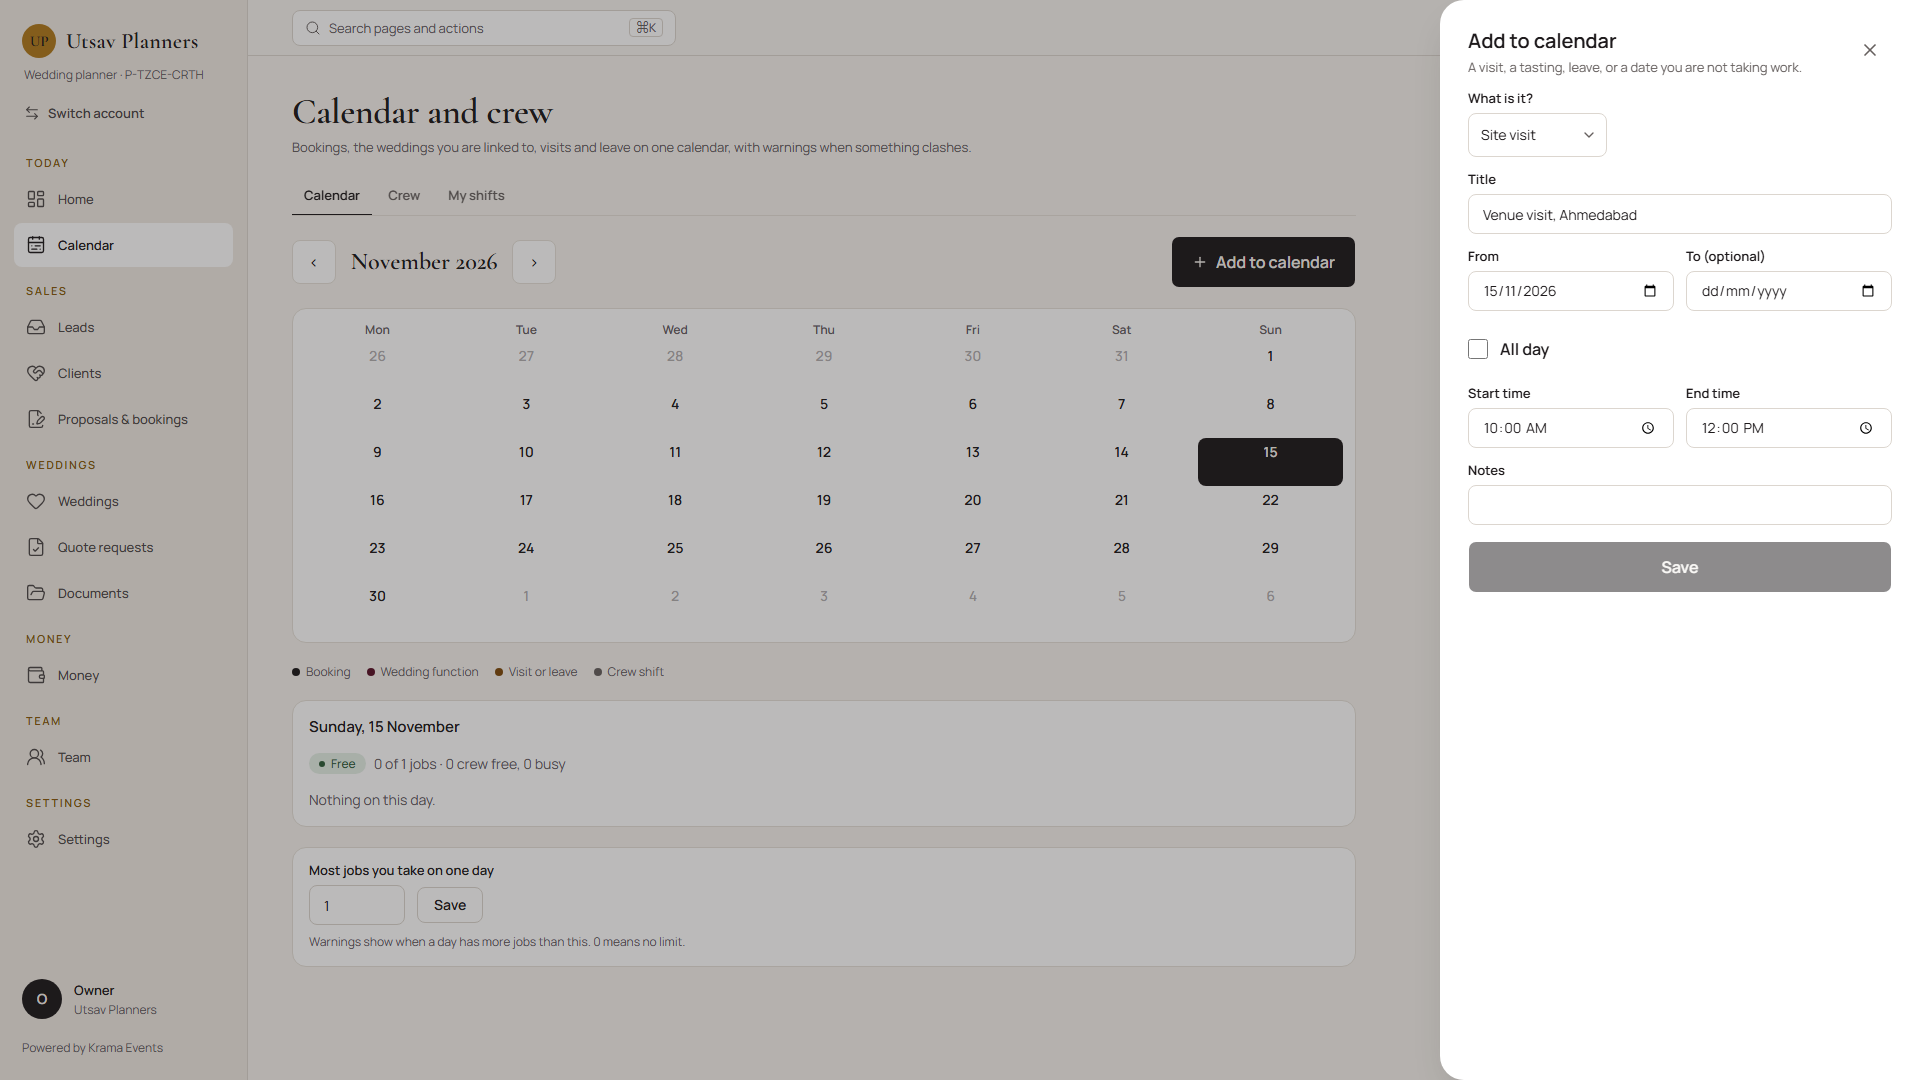 UP Utsav Planners
Wedding planner · P-TZCE-CRTH
Switch account
TODAY
Home
Calendar
SALES
Leads
Clients
Proposals & bookings
WEDDINGS
Weddings
Quote requests
Documents
MONEY
Money
TEAM
Team
SETTINGS
Settings
O
Owner
Utsav Planners
Powered by Krama Events
Search pages and actions ⌘K
Calendar and crew
Bookings, the weddings you are linked to, visits and leave on one calendar, with warnings when something clashes.
Calendar Crew My shifts
‹ November 2026 › + Add to calendar
Mon Tue Wed Thu Fri Sat Sun
26 27 28 29 30 31 1
2 3 4 5 6 7 8
9 10 11 12 13 14 15
16 17 18 19 20 21 22
23 24 25 26 27 28 29
30 1 2 3 4 5 6
Booking Wedding function Visit or leave Crew shift
Sunday, 15 November
Free 0 of 1 jobs · 0 crew free, 0 busy
Nothing on this day.
Most jobs you take on one day
1 Save
Warnings show when a day has more jobs than this. 0 means no limit.
Add to calendar
A visit, a tasting, leave, or a date you are not taking work.
What is it?
Site visit
Title
Venue visit, Ahmedabad
From To (optional)
15/11/2026 dd/mm/yyyy
All day
Start time End time
10:00 AM 12:00 PM
Notes
Save